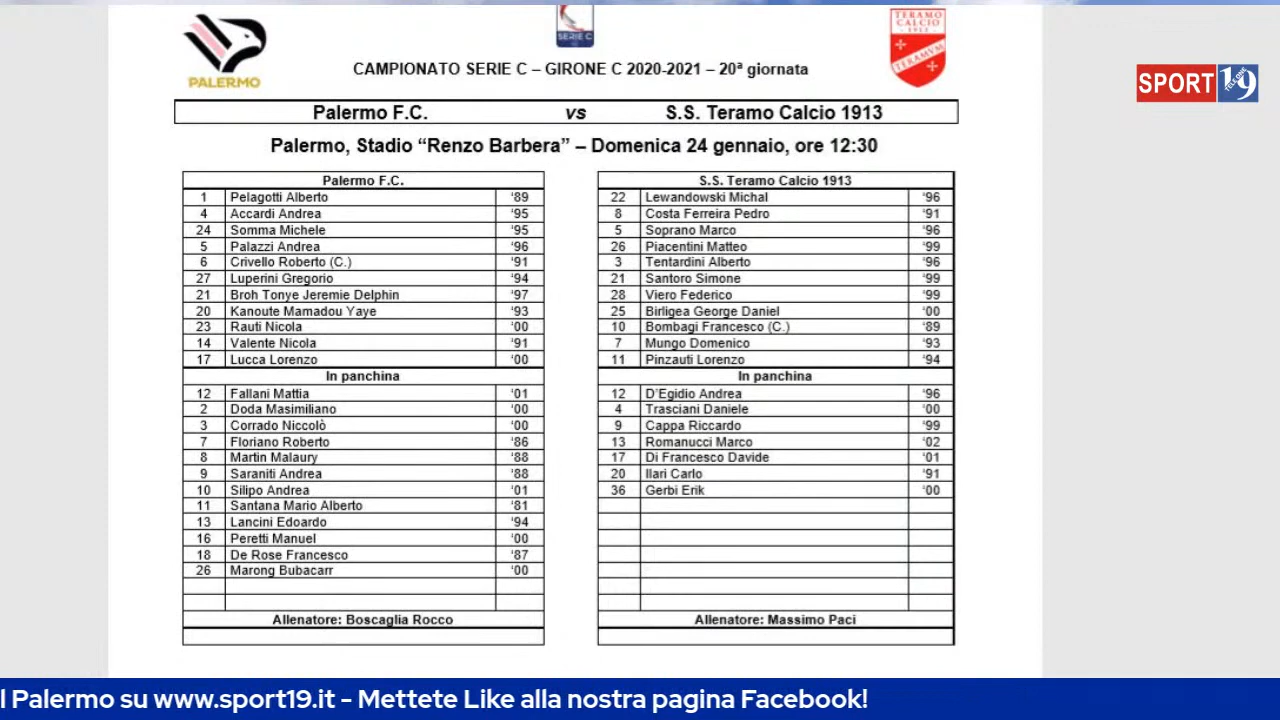 PALERMO
SERIE C
TERAMO
CALCIO
1913
TERAMVM
CAMPIONATO SERIE C – GIRONE C 2020-2021 – 20ª giornata
SPORT 19
Palermo F.C. vs S.S. Teramo Calcio 1913
Palermo, Stadio “Renzo Barbera” – Domenica 24 gennaio, ore 12:30
Palermo F.C.
1 Pelagotti Alberto ‘89
4 Accardi Andrea ‘95
24 Somma Michele ‘95
5 Palazzi Andrea ‘96
6 Crivello Roberto (C.) ‘91
27 Luperini Gregorio ‘94
21 Broh Tonye Jeremie Delphin ‘97
20 Kanoute Mamadou Yaye ‘93
23 Rauti Nicola ‘00
14 Valente Nicola ‘91
17 Lucca Lorenzo ‘00
In panchina
12 Fallani Mattia ‘01
2 Doda Masimiliano ‘00
3 Corrado Niccolò ‘00
7 Floriano Roberto ‘86
8 Martin Malaury ‘88
9 Saraniti Andrea ‘88
10 Silipo Andrea ‘01
11 Santana Mario Alberto ‘81
13 Lancini Edoardo ‘94
16 Peretti Manuel ‘00
18 De Rose Francesco ‘87
26 Marong Bubacarr ‘00
Allenatore: Boscaglia Rocco
S.S. Teramo Calcio 1913
22 Lewandowski Michal ‘96
8 Costa Ferreira Pedro ‘91
5 Soprano Marco ‘96
26 Piacentini Matteo ‘99
3 Tentardini Alberto ‘96
21 Santoro Simone ‘99
28 Viero Federico ‘99
25 Birligea George Daniel ‘00
10 Bombagi Francesco (C.) ‘89
7 Mungo Domenico ‘93
11 Pinzauti Lorenzo ‘94
In panchina
12 D’Egidio Andrea ‘96
4 Trasciani Daniele ‘00
9 Cappa Riccardo ‘99
13 Romanucci Marco ‘02
17 Di Francesco Davide ‘01
20 Ilari Carlo ‘91
36 Gerbi Erik ‘00
Allenatore: Massimo Paci
l Palermo su www.sport19.it - Mettete Like alla nostra pagina Facebook!